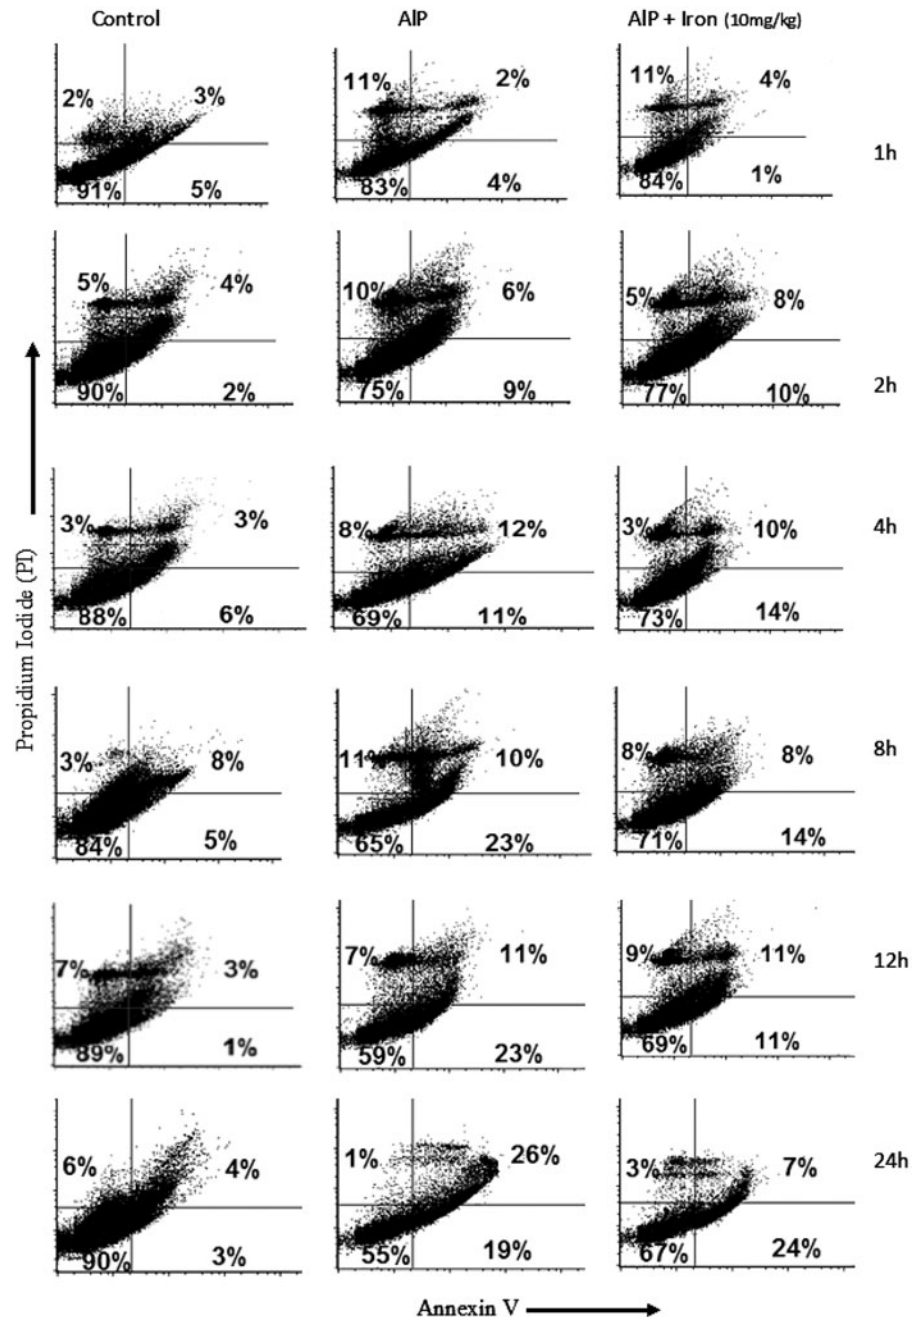 Control AlP AlP + Iron (10mg/kg)
2% 3% 11% 2% 11% 4%
1h
91% 5% 83% 4% 84% 1%
5% 4% 10% 6% 5% 8%
90% 2% 75% 9% 77% 10%
2h
3% 3% 8% 12% 3% 10%
4h
88% 6% 69% 11% 73% 14%
3% 8% 11% 10% 8% 8%
8h
84% 5% 65% 23% 71% 14%
7% 3% 7% 11% 9% 11%
12h
89% 1% 59% 23% 69% 11%
6% 4% 1% 26% 3% 7%
24h
90% 3% 55% 19% 67% 24%
Propidium Iodide (PI)
Annexin V